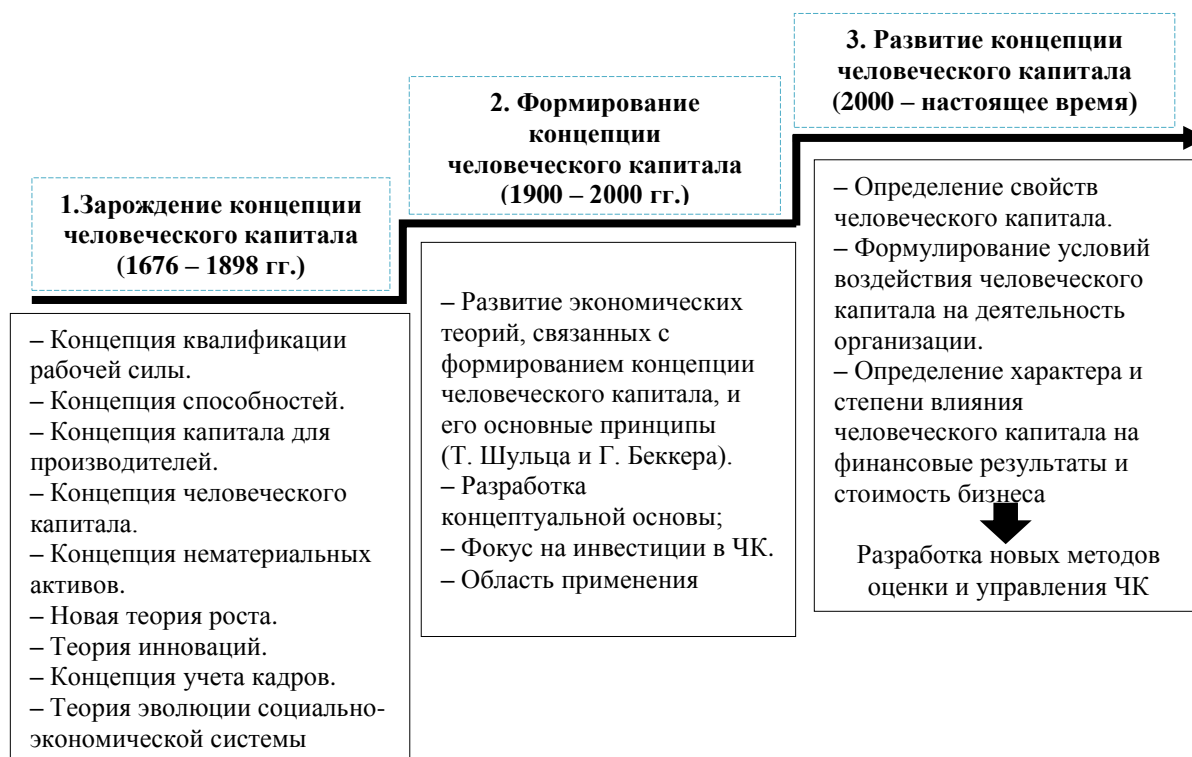 1.Зарождение концепции
человеческого капитала
(1676 – 1898 гг.)
– Концепция квалификации
рабочей силы.
– Концепция способностей.
– Концепция капитала для
производителей.
– Концепция человеческого
капитала.
– Концепция нематериальных
активов.
– Новая теория роста.
– Теория инноваций.
– Концепция учета кадров.
– Теория эволюции социально-
экономической системы
2. Формирование
концепции
человеческого капитала
(1900 – 2000 гг.)
– Развитие экономических
теорий, связанных с
формированием концепции
человеческого капитала, и
его основные принципы
(Т. Шульца и Г. Беккера).
– Разработка
концептуальной основы;
– Фокус на инвестиции в ЧК.
– Область применения
3. Развитие концепции
человеческого капитала
(2000 – настоящее время)
– Определение свойств
человеческого капитала.
– Формулирование условий
воздействия человеческого
капитала на деятельность
организации.
– Определение характера и
степени влияния
человеческого капитала на
финансовые результаты и
стоимость бизнеса
Разработка новых методов
оценки и управления ЧК